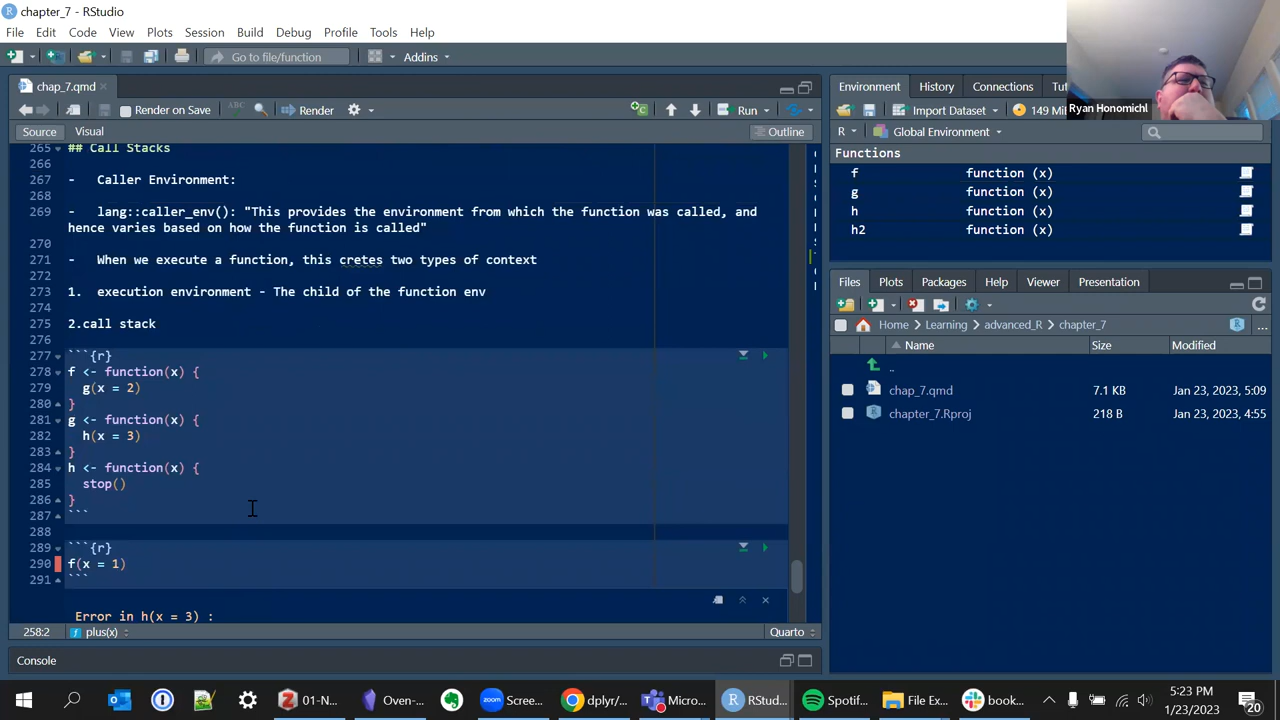 chapter_7 - RStudio
File Edit Code View Plots Session Build Debug Profile Tools Help
Go to file/function Addins
Ryan Honomichl
chap_7.qmd
Render on Save ABC Render Run
Source Visual Outline
265 ## Call Stacks
266
267 - Caller Environment:
268
269 - lang::caller_env(): "This provides the environment from which the function was called, and
hence varies based on how the function is called"
270
271 - When we execute a function, this cretes two types of context
272
273 1. execution environment - The child of the function env
274
275 2.call stack
276
277 ```{r}
278 f <- function(x) {
279 g(x = 2)
280 }
281 g <- function(x) {
282 h(x = 3)
283 }
284 h <- function(x) {
285 stop()
286 }
287 ```
288
289 ```{r}
290 f(x = 1)
291 ```
Error in h(x = 3) :
258:2 plus(x) Quarto
Console
Environment History Connections Tu
Import Dataset 149 Mi
R Global Environment
Functions
f function (x)
g function (x)
h function (x)
h2 function (x)
Files Plots Packages Help Viewer Presentation
Home Learning advanced_R chapter_7 ...
Name Size Modified
..
chap_7.qmd 7.1 KB Jan 23, 2023, 5:09
chapter_7.Rproj 218 B Jan 23, 2023, 4:55
01-N... Oven-... Scree... dplyr/... Micro... RStud... Spotif... File Ex... book...
5:23 PM
1/23/2023
20